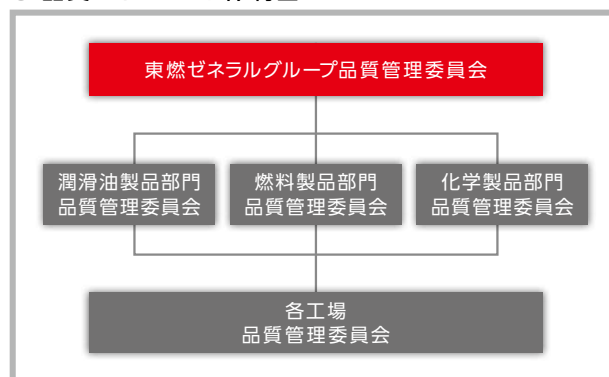 東燃ゼネラルグループ品質管理委員会
潤滑油製品部門
品質管理委員会
燃料製品部門
品質管理委員会
化学製品部門
品質管理委員会
各工場
品質管理委員会